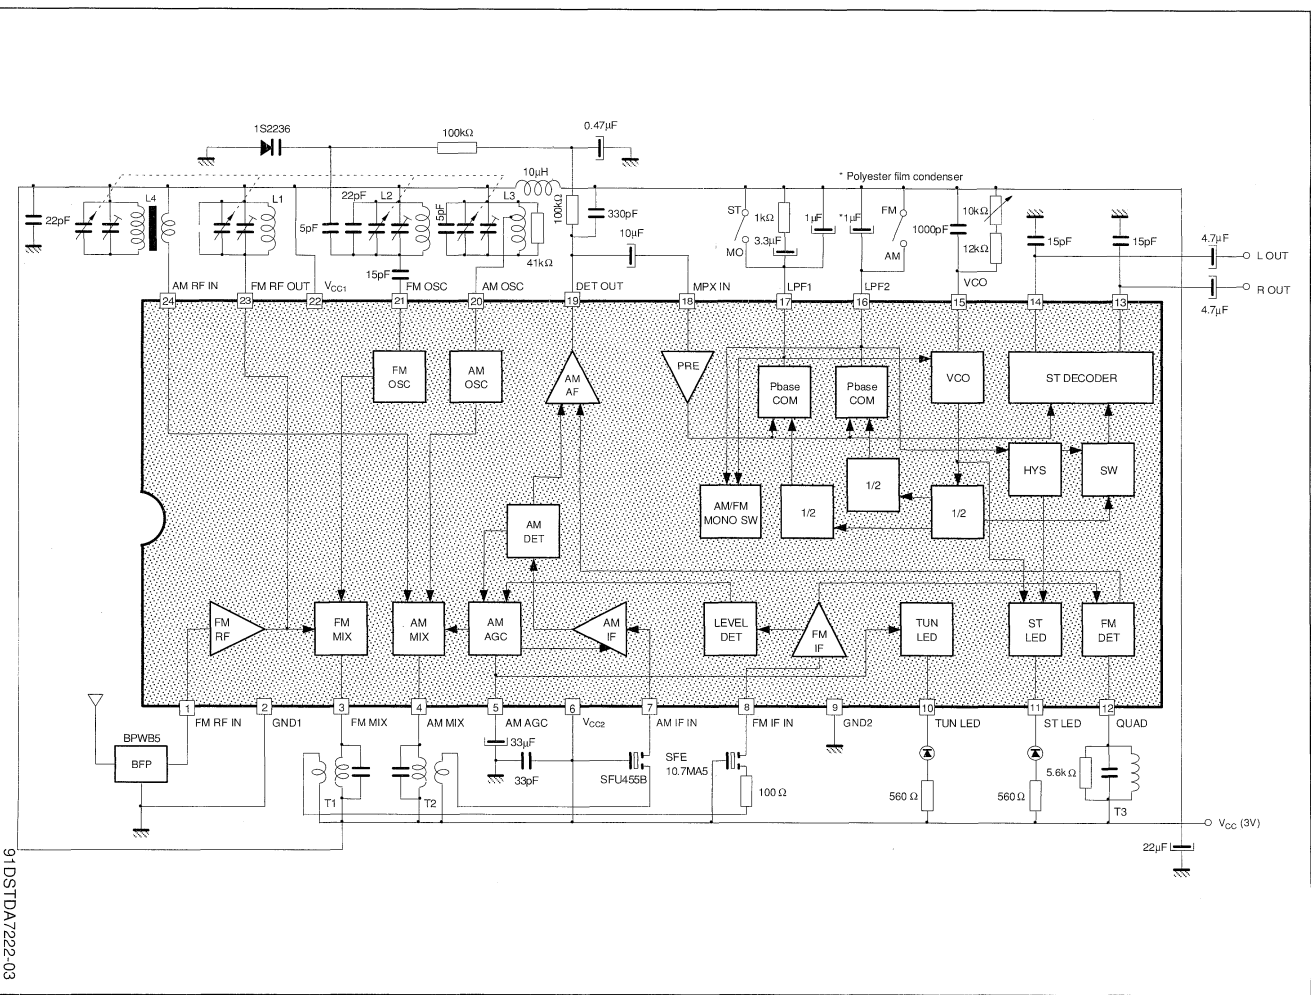 1S2236
100kΩ
0.47µF
10µH
* Polyester film condenser
22pF
L4
L1
5pF
22pF
L2
5pF
L3
41kΩ
100kΩ
330pF
10µF
15pF
ST
MO
1kΩ
3.3µF
1µF
*1µF
FM
AM
1000pF
10kΩ
12kΩ
15pF
15pF
4.7µF
L OUT
R OUT
4.7µF
AM RF IN
FM RF OUT
VCC1
FM OSC
AM OSC
DET OUT
MPX IN
LPF1
LPF2
VCO
24
23
22
21
20
19
18
17
16
15
14
13
FM
OSC
AM
OSC
AM
AF
PRE
Pbase
COM
Pbase
COM
VCO
ST DECODER
HYS
SW
AM/FM
MONO SW
1/2
1/2
1/2
AM
DET
FM
RF
FM
MIX
AM
MIX
AM
AGC
AM
IF
LEVEL
DET
FM
IF
TUN
LED
ST
LED
FM
DET
1
2
3
4
5
6
7
8
9
10
11
12
FM RF IN
GND1
FM MIX
AM MIX
AM AGC
VCC2
AM IF IN
FM IF IN
GND2
TUN LED
ST LED
QUAD
BPWB5
BFP
T1
T2
33µF
33pF
SFU455B
SFE
10.7MA5
100 Ω
560 Ω
560 Ω
5.6k Ω
T3
VCC (3V)
22µF
91DSTDA7222-03